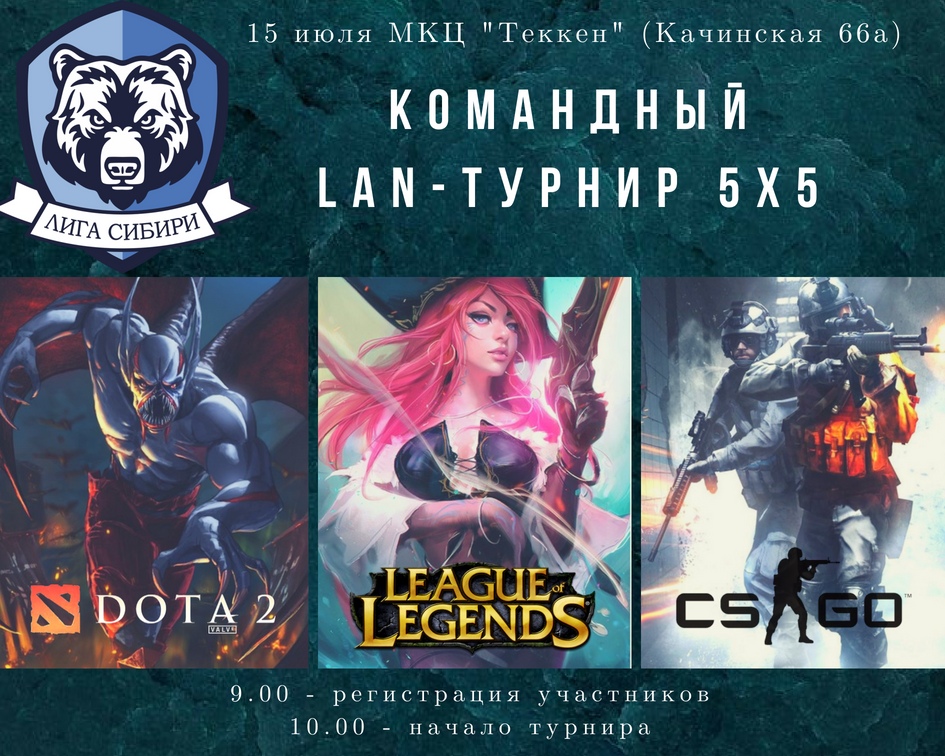 15 июля МКЦ "Теккен" (Качинская 66а)
КОМАНДНЫЙ
LAN-ТУРНИР 5Х5
ЛИГА СИБИРИ
DOTA 2
VALVE
LEAGUE of
LEGENDS
CS GO™
9.00 - регистрация участников
10.00 - начало турнира